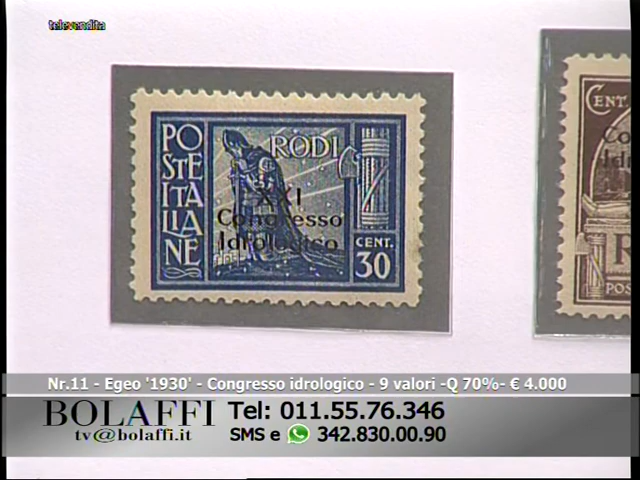 televendita
POSTE ITALIANE
RODI
XXI
Congresso
Idrologico
CENT.
30
CENT.
Nr.11 - Egeo '1930' - Congresso idrologico - 9 valori -Q 70%- € 4.000
BOLAFFI
tv@bolaffi.it
Tel: 011.55.76.346
SMS e 342.830.00.90